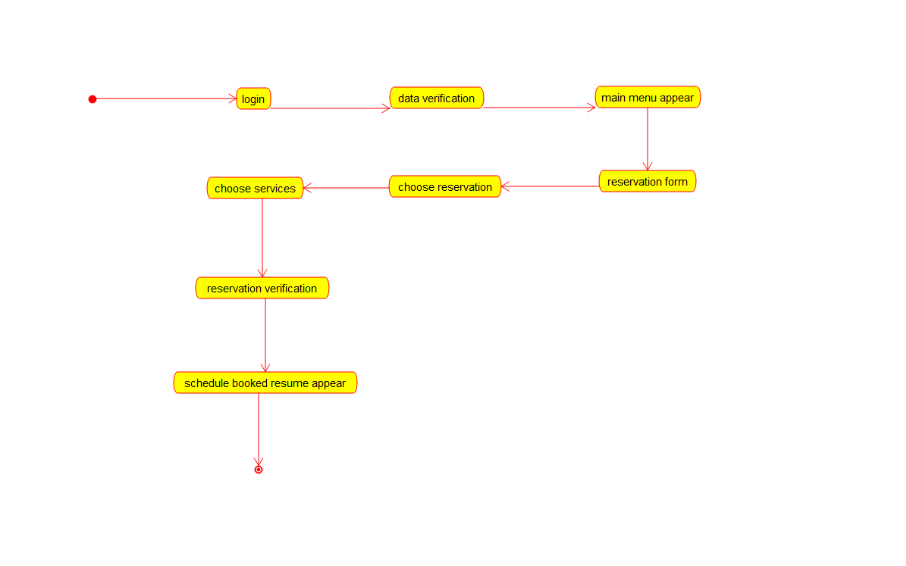 login
data verification
main menu appear
reservation form
choose reservation
choose services
reservation verification
schedule booked resume appear